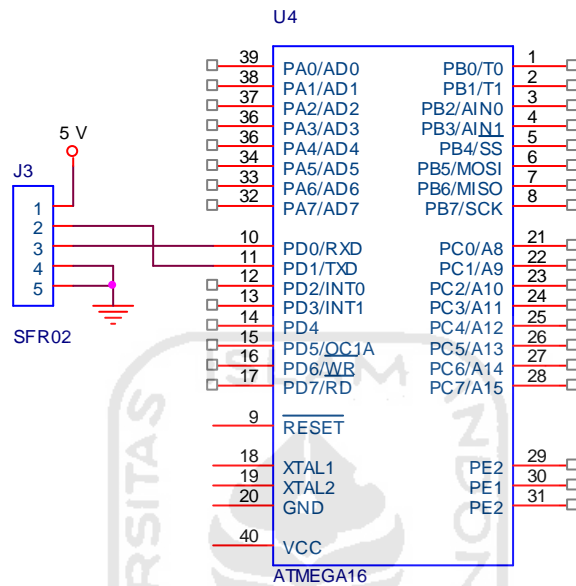 U4
5 V
J3
1
2
3
4
5
SFR02
39 PA0/AD0 PB0/T0 1
38 PA1/AD1 PB1/T1 2
37 PA2/AD2 PB2/AIN0 3
36 PA3/AD3 PB3/AIN1 4
36 PA4/AD4 PB4/SS 5
34 PA5/AD5 PB5/MOSI 6
33 PA6/AD6 PB6/MISO 7
32 PA7/AD7 PB7/SCK 8
10 PD0/RXD PC0/A8 21
11 PD1/TXD PC1/A9 22
12 PD2/INT0 PC2/A10 23
13 PD3/INT1 PC3/A11 24
14 PD4 PC4/A12 25
15 PD5/OC1A PC5/A13 26
16 PD6/WR PC6/A14 27
17 PD7/RD PC7/A15 28
9 RESET
18 XTAL1 PE2 29
19 XTAL2 PE1 30
20 GND PE2 31
40 VCC
ATMEGA16
ISLAM